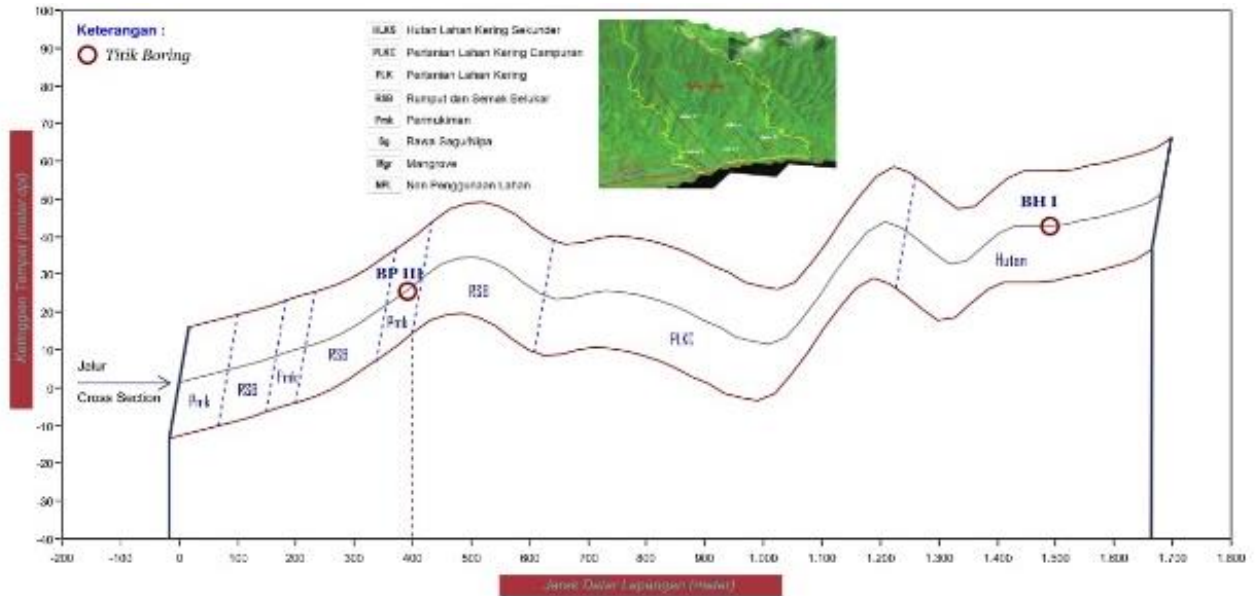 Keterangan :
Titik Boring
HLKS Hutan Lahan Kering Sekunder
PLKC Pertanian Lahan Kering Campuran
PLK Pertanian Lahan Kering
RSB Rumput dan Semak Belukar
Pmk Permukiman
Sg Rawa Sagu/Nipa
Mgr Mangrove
NPL Non Penggunaan Lahan
100
90
80
70
60
50
40
30
20
10
0
-10
-20
-30
-40
Ketinggian Tempat (meter dpl)
Jalur
Cross Section
Pmk
RSB
Pmk
RSB
BP III
Pmk
RSB
PLKC
BH I
Hutan
-200 -100 0 100 200 300 400 500 600 700 800 900 1.000 1.100 1.200 1.300 1.400 1.500 1.600 1.700 1.800
Jarak Datar Lapangan (meter)